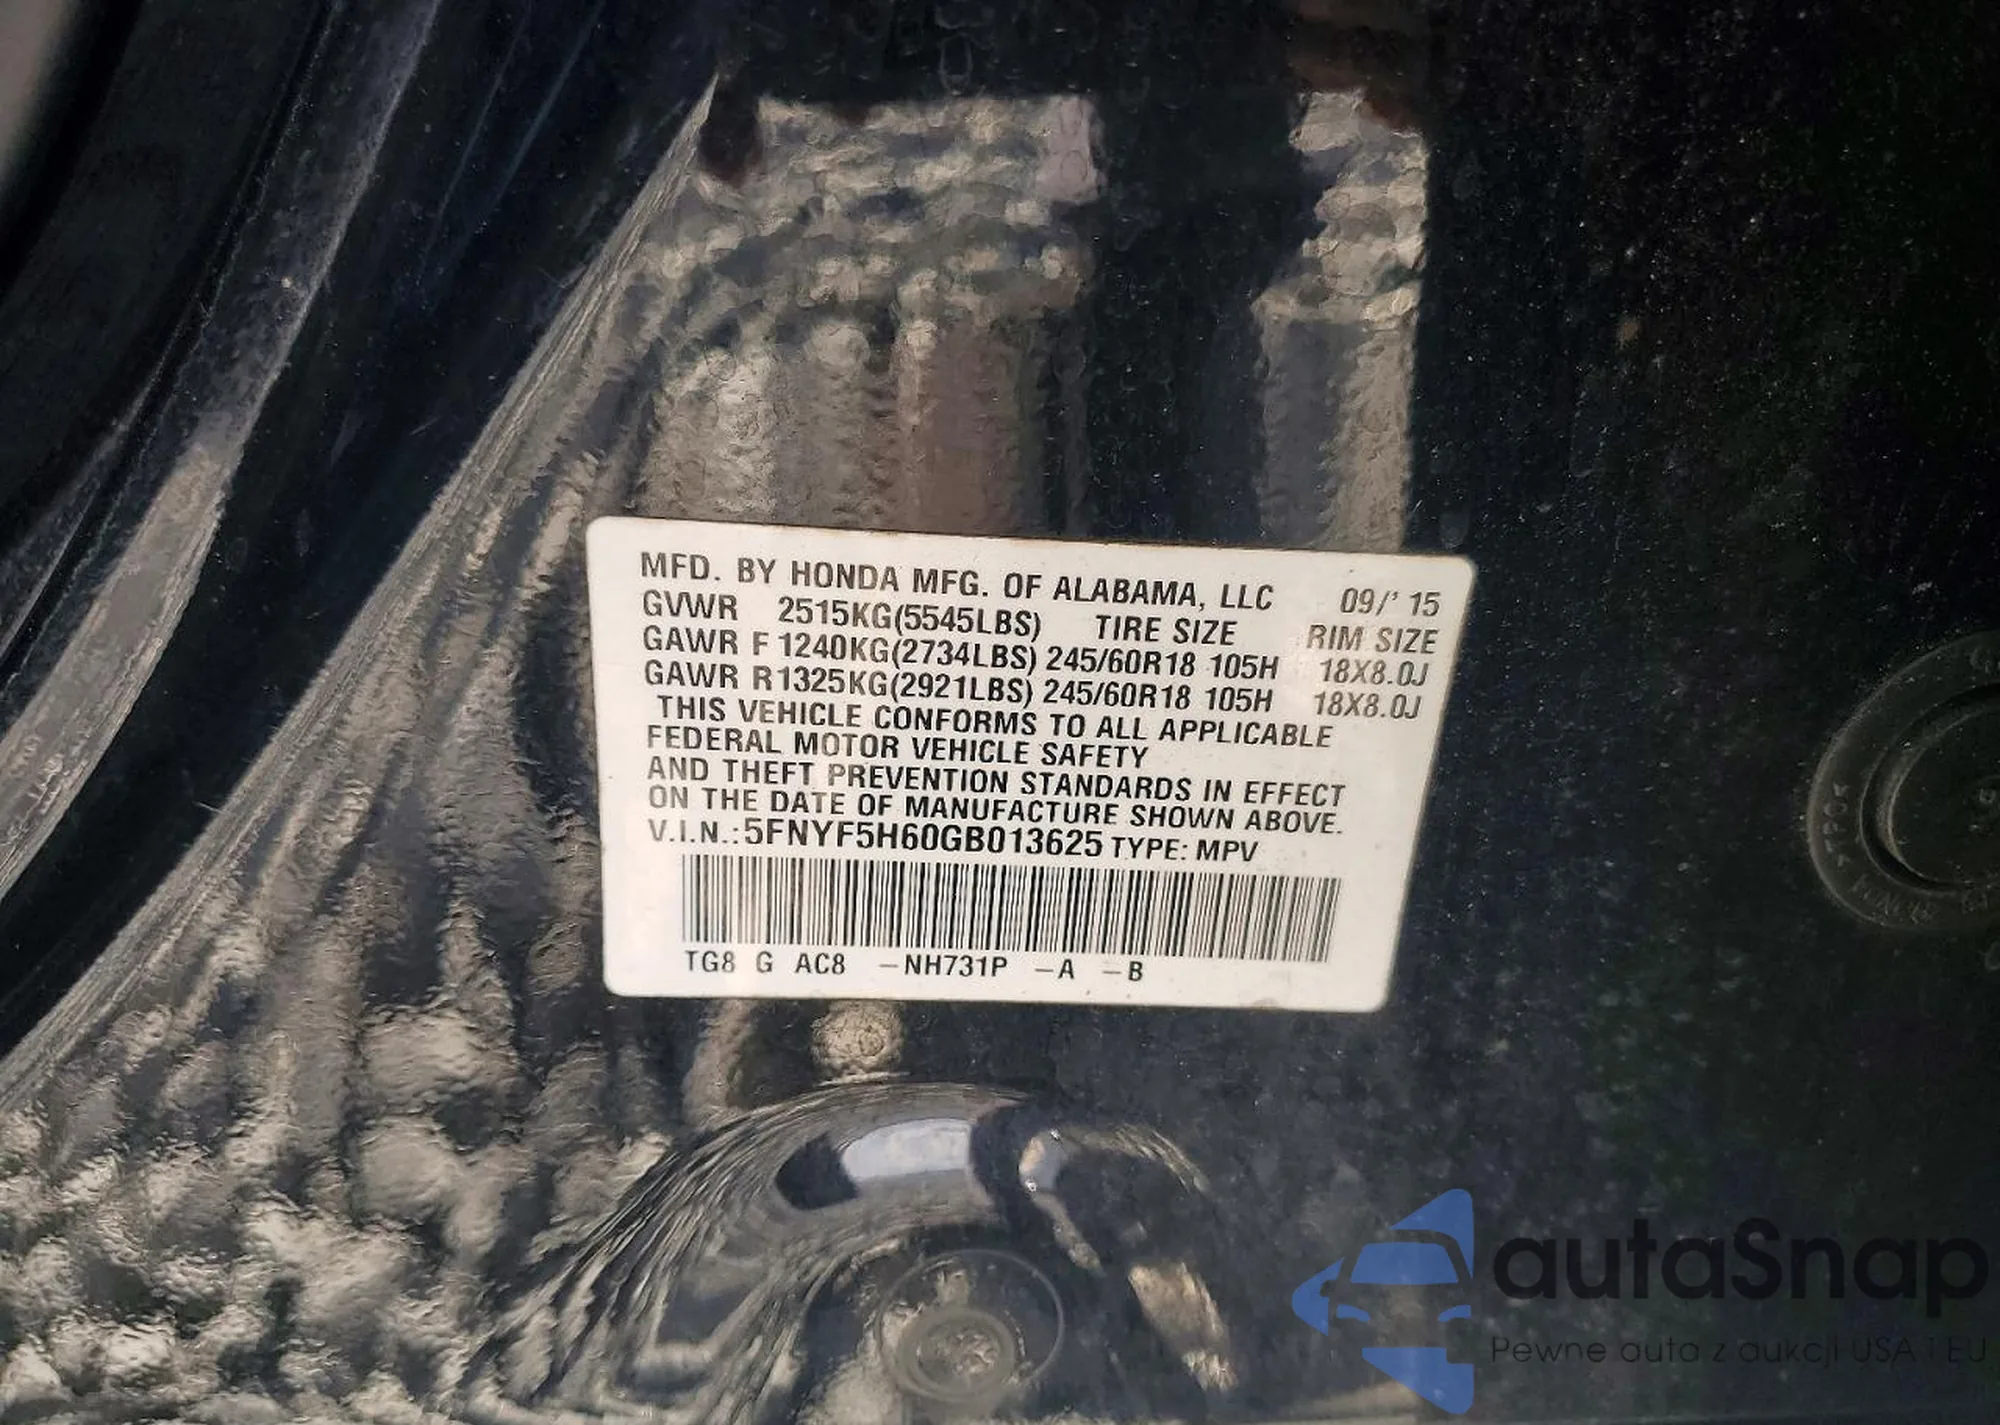 MFD. BY HONDA MFG. OF ALABAMA, LLC 09/' 15
GVWR 2515KG(5545LBS) TIRE SIZE RIM SIZE
GAWR F 1240KG(2734LBS) 245/60R18 105H 18X8.0J
GAWR R 1325KG(2921LBS) 245/60R18 105H 18X8.0J
THIS VEHICLE CONFORMS TO ALL APPLICABLE
FEDERAL MOTOR VEHICLE SAFETY
AND THEFT PREVENTION STANDARDS IN EFFECT
ON THE DATE OF MANUFACTURE SHOWN ABOVE.
V.I.N.: 5FNYF5H60GB013625 TYPE: MPV
TG8 G AC8 -NH731P -A -B
>TPO<
autaSnap
Pewne auta z aukcji USA i EU